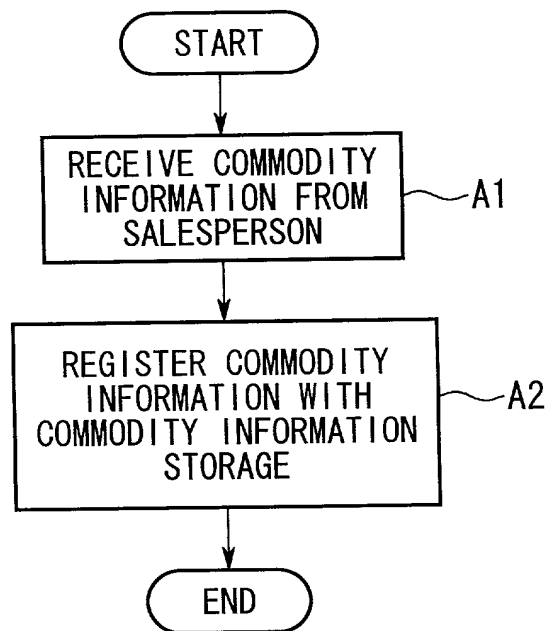 START
RECEIVE COMMODITY
INFORMATION FROM
SALESPERSON
A1
REGISTER COMMODITY
INFORMATION WITH
COMMODITY INFORMATION
STORAGE
A2
END